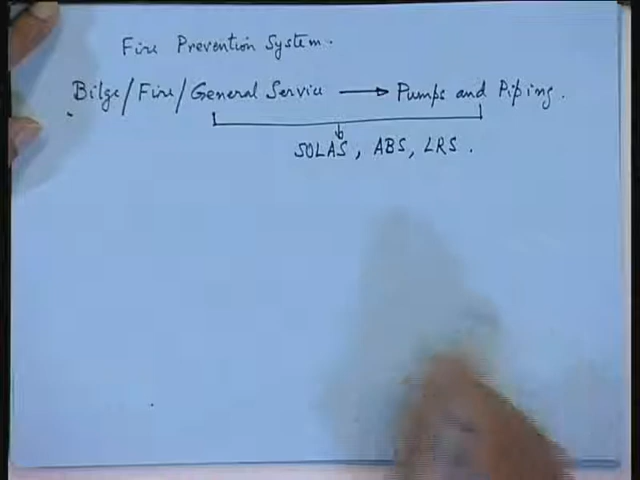 Fire Prevention System.
Bilge/Fire/General Service → Pumps and Piping.
SOLAS, ABS, LRS.